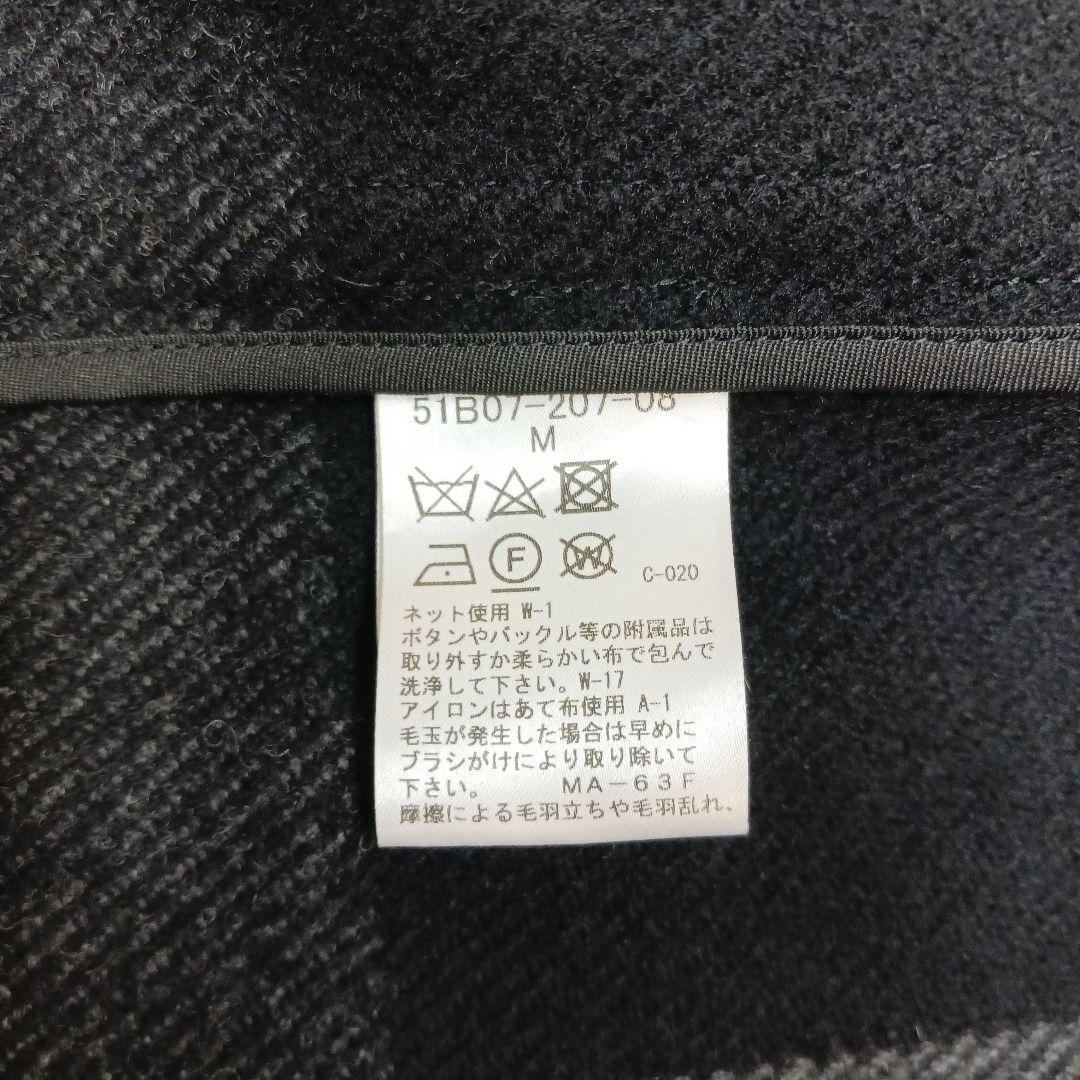 51B07-207-08
M
F
W
C-020
ネット使用 W-1
ボタンやバックル等の附属品は
取り外すか柔らかい布で包んで
洗浄して下さい。W-17
アイロンはあて布使用 A-1
毛玉が発生した場合は早めに
ブラシがけにより取り除いて
下さい。 MA-63F
摩擦による毛羽立ちや毛羽乱れ、